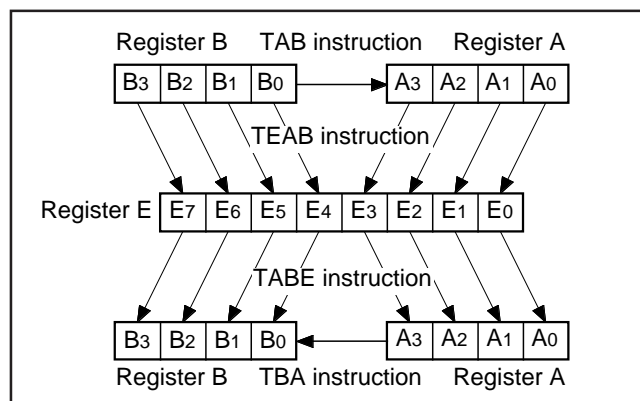 Register B TAB instruction Register A
B3 B2 B1 B0 A3 A2 A1 A0
TEAB instruction
Register E E7 E6 E5 E4 E3 E2 E1 E0
TABE instruction
B3 B2 B1 B0 A3 A2 A1 A0
Register B TBA instruction Register A